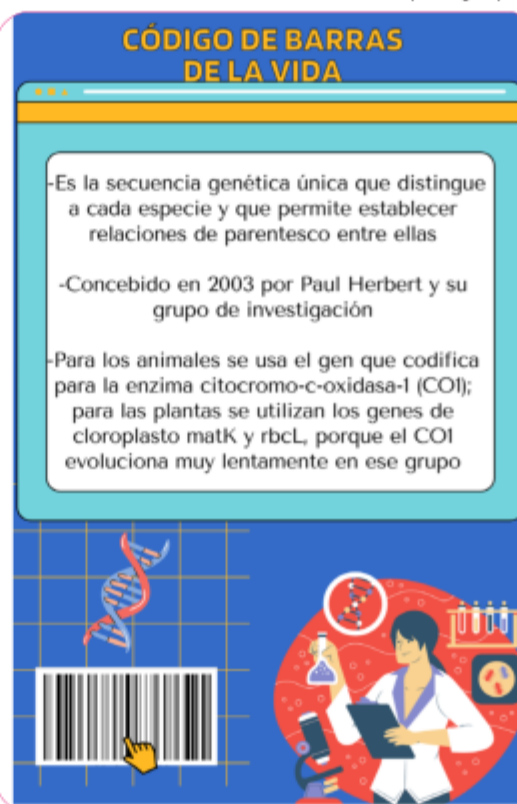 CÓDIGO DE BARRAS
DE LA VIDA
-Es la secuencia genética única que distingue
a cada especie y que permite establecer
relaciones de parentesco entre ellas
-Concebido en 2003 por Paul Herbert y su
grupo de investigación
-Para los animales se usa el gen que codifica
para la enzima citocromo-c-oxidasa-1 (CO1);
para las plantas se utilizan los genes de
cloroplasto matK y rbcL, porque el CO1
evoluciona muy lentamente en ese grupo